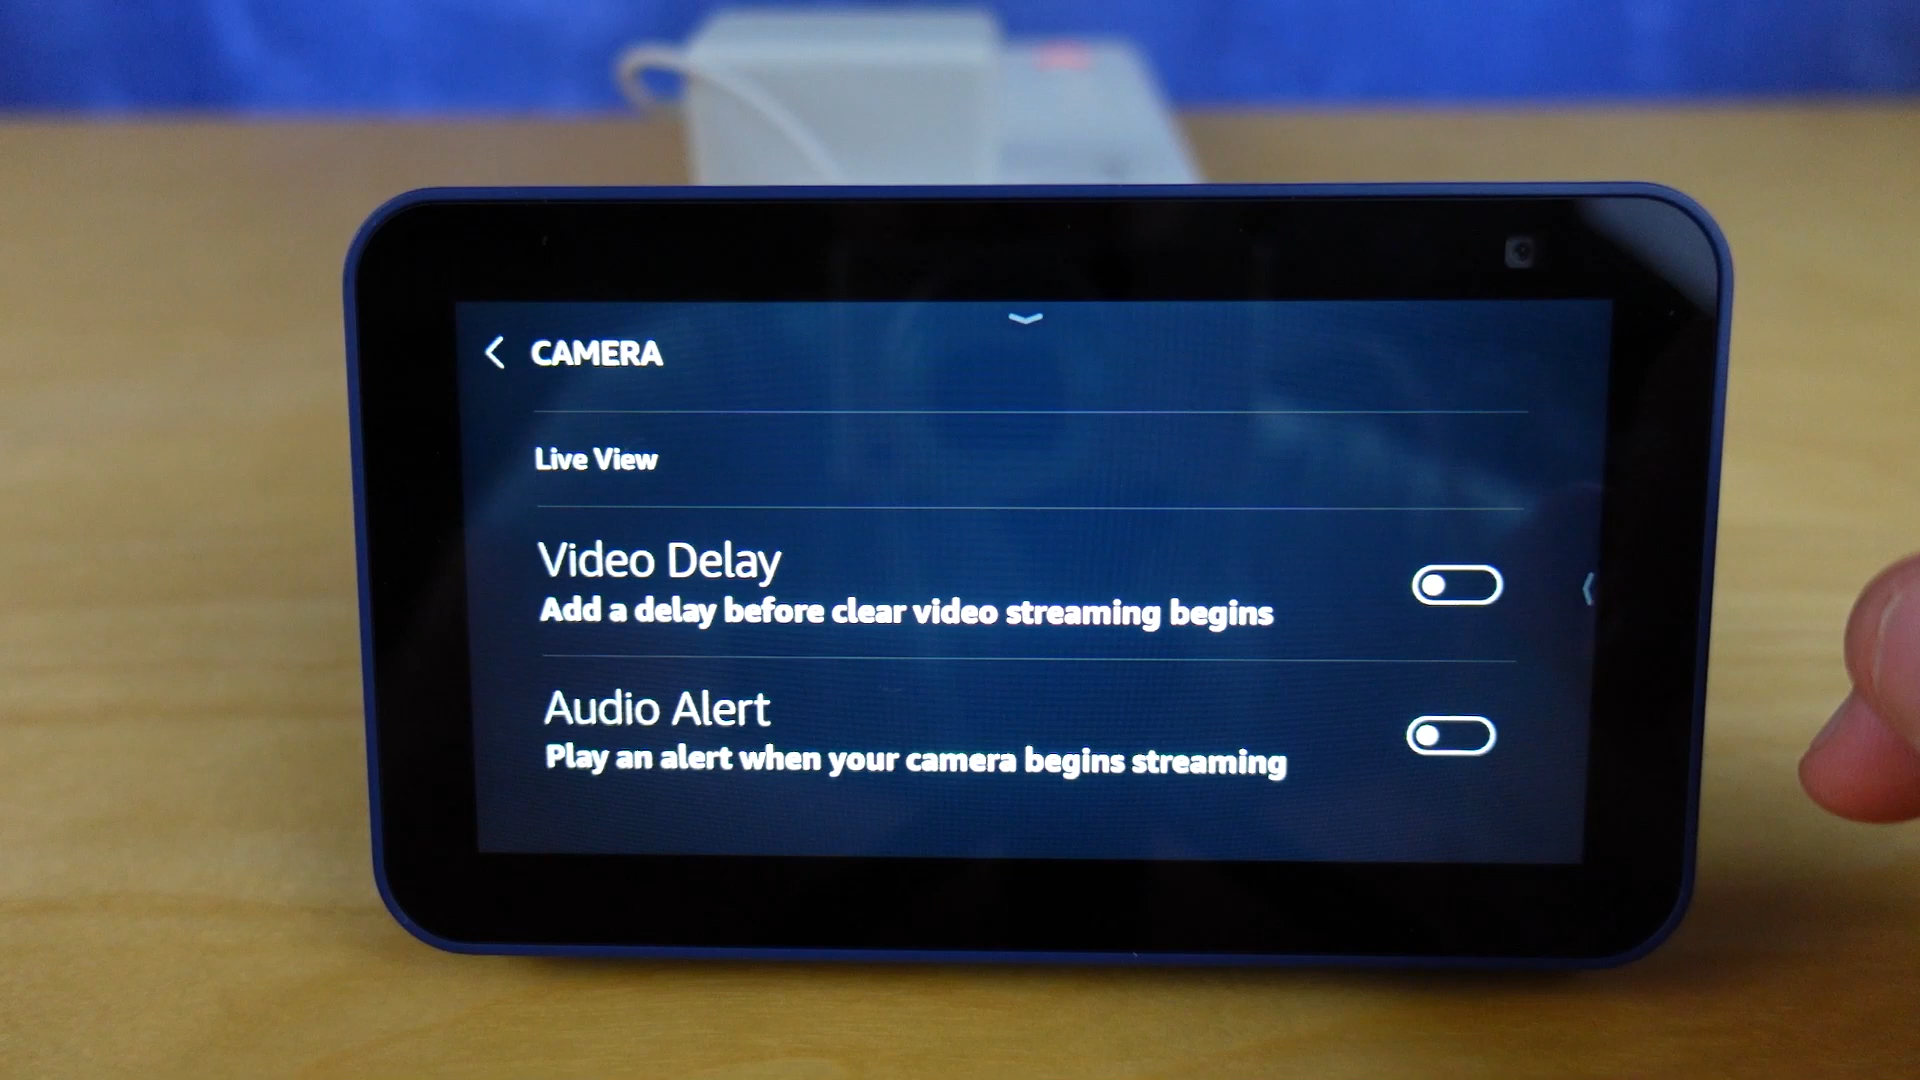 CAMERA
Live View
Video Delay
Add a delay before clear video streaming begins
Audio Alert
Play an alert when your camera begins streaming